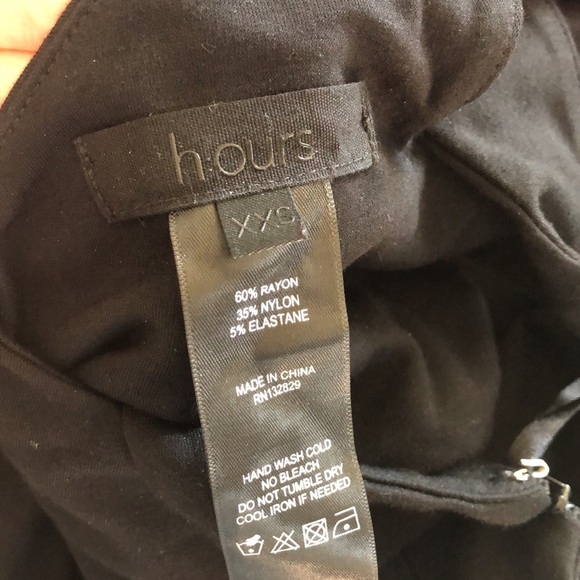 h:ours
XXS
60% RAYON
35% NYLON
5% ELASTANE
MADE IN CHINA
RN132829
HAND WASH COLD
NO BLEACH
DO NOT TUMBLE DRY
COOL IRON IF NEEDED